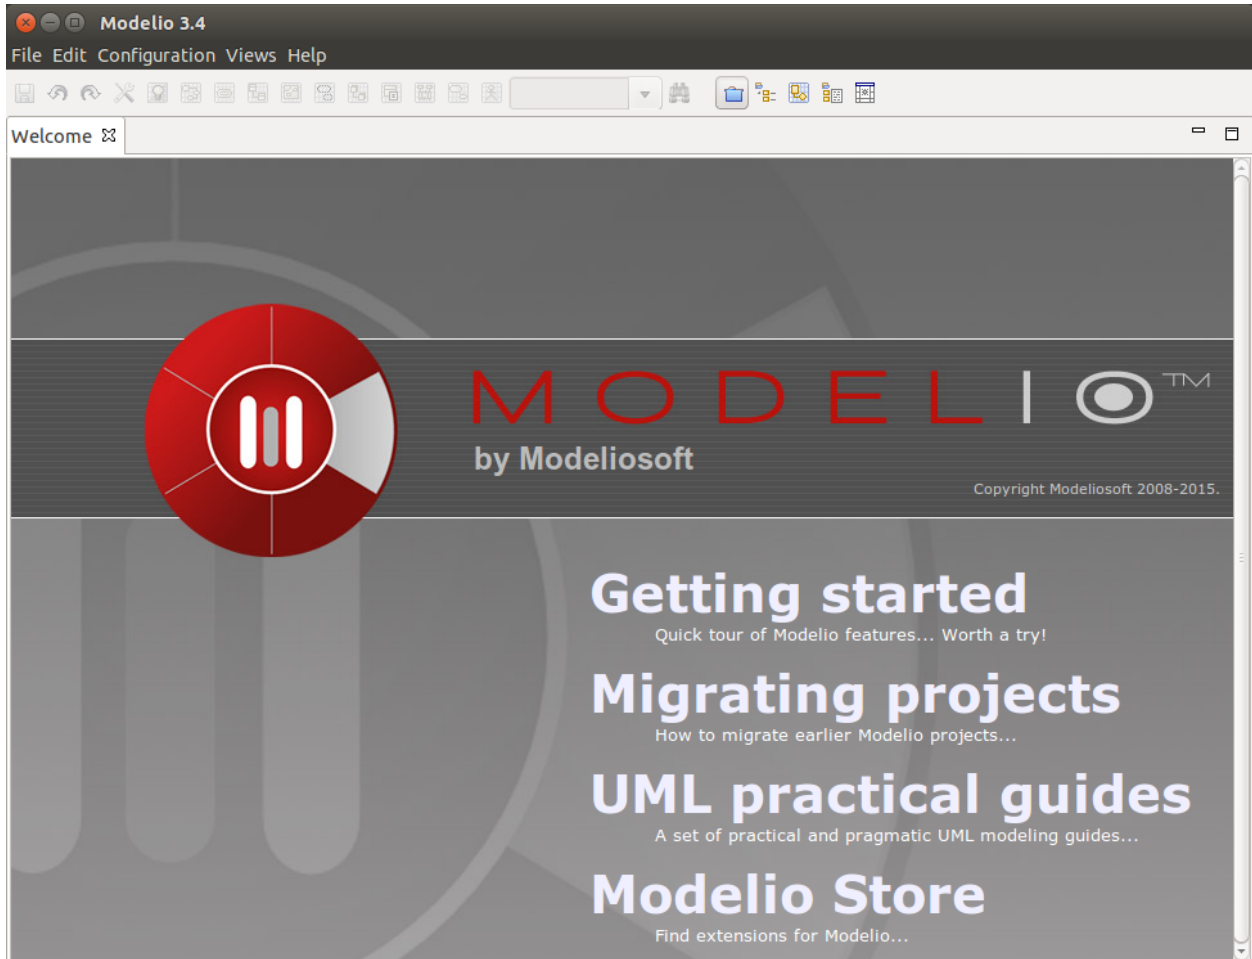 Modelio 3.4
File Edit Configuration Views Help
Welcome
MODELIO™
by Modeliosoft
Copyright Modeliosoft 2008-2015.
Getting started
Quick tour of Modelio features... Worth a try!
Migrating projects
How to migrate earlier Modelio projects...
UML practical guides
A set of practical and pragmatic UML modeling guides...
Modelio Store
Find extensions for Modelio...